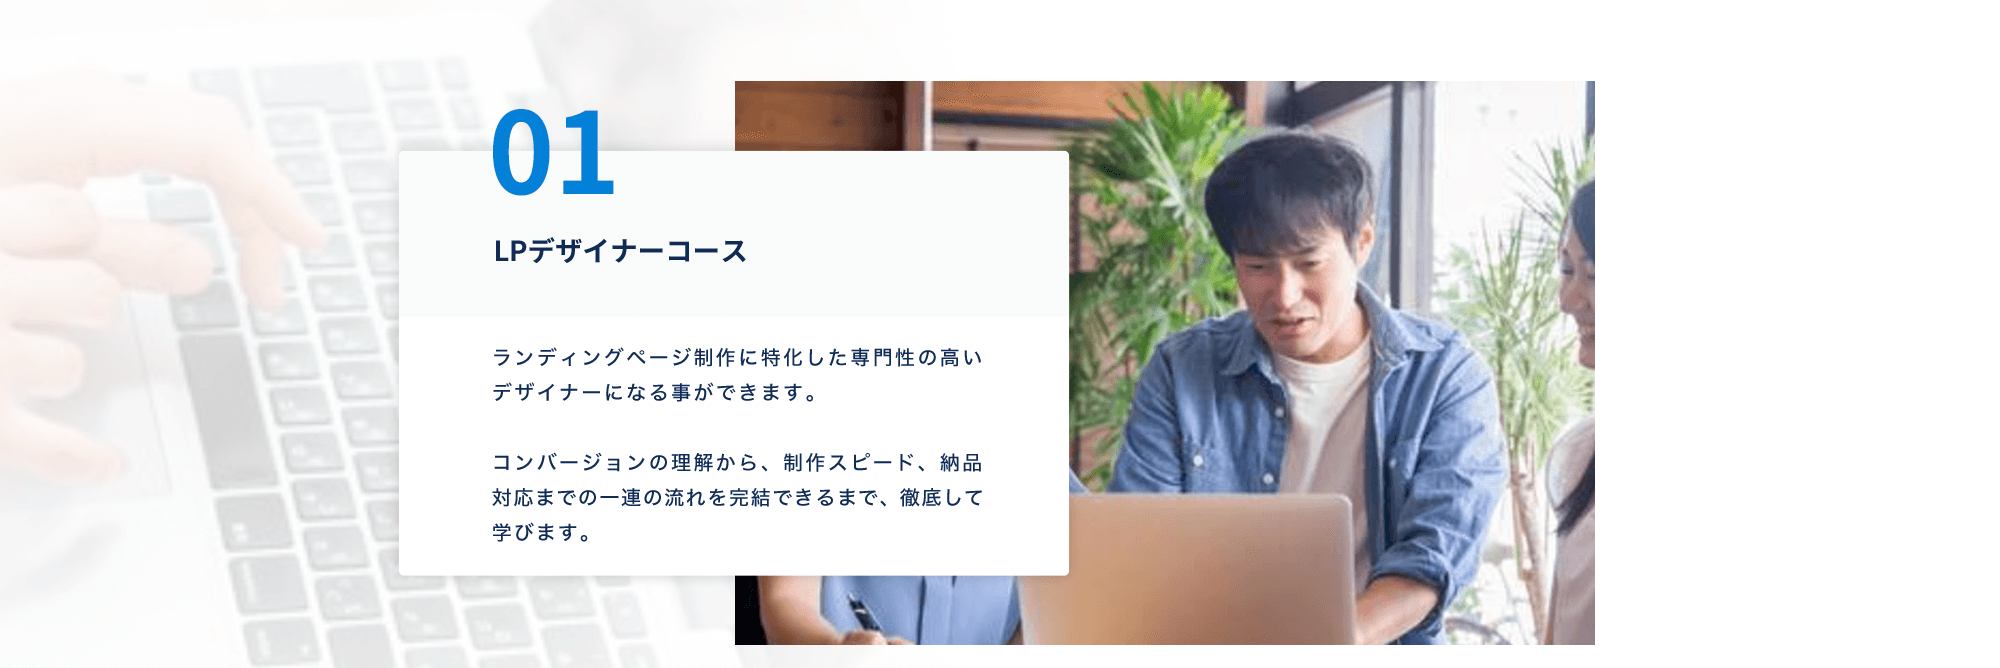 01
LPデザイナーコース
ランディングページ制作に特化した専門性の高い
デザイナーになる事ができます。
コンバージョンの理解から、制作スピード、納品
対応までの一連の流れを完結できるまで、徹底して
学びます。